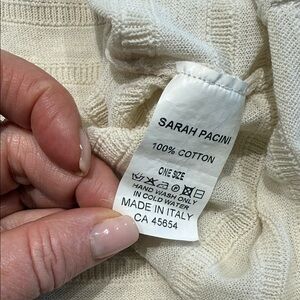 SARAH PACINI
100% COTTON
ONE SIZE
HAND WASH ONLY
IN COLD WATER
MADE IN ITALY
CA 45654